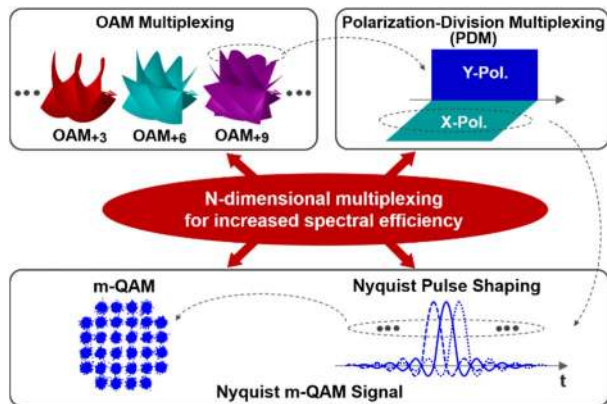 OAM Multiplexing
OAM+3
OAM+6
OAM+9
Polarization-Division Multiplexing
(PDM)
Y-Pol.
X-Pol.
N-dimensional multiplexing
for increased spectral efficiency
m-QAM
Nyquist Pulse Shaping
t
Nyquist m-QAM Signal